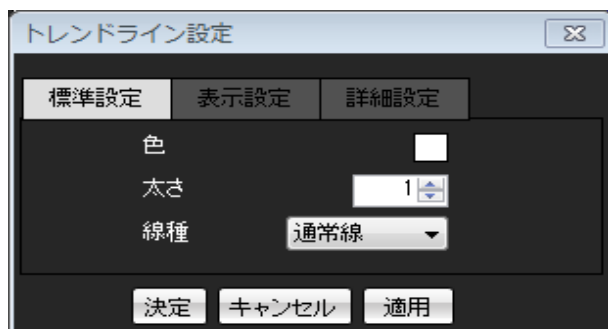 トレンドライン設定
標準設定 表示設定 詳細設定
色
太さ 1
線種 通常線
決定 キャンセル 適用